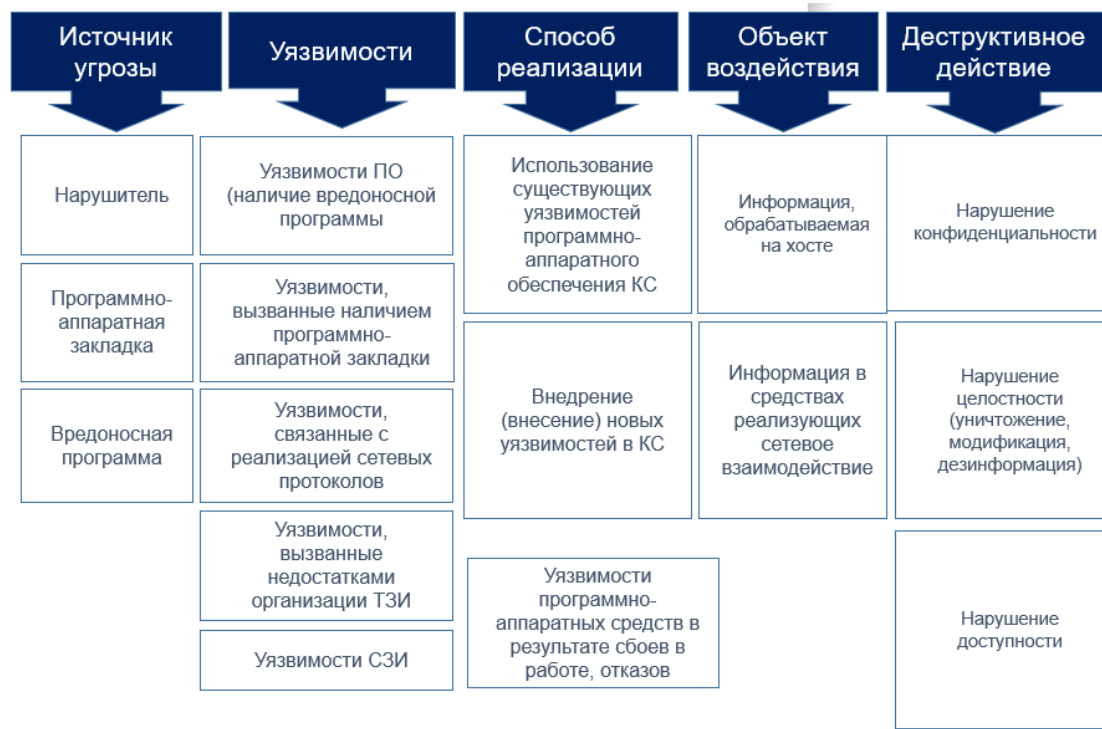 Источник
угрозы
Уязвимости
Способ
реализации
Объект
воздействия
Деструктивное
действие
Нарушитель
Программно-
аппаратная
закладка
Вредоносная
программа
Уязвимости ПО
(наличие вредоносной
программы
Уязвимости,
вызванные наличием
программно-
аппаратной закладки
Уязвимости,
связанные с
реализацией сетевых
протоколов
Уязвимости,
вызванные
недостатками
организации ТЗИ
Уязвимости СЗИ
Использование
существующих
уязвимостей
программно-
аппаратного
обеспечения КС
Внедрение
(внесение) новых
уязвимостей в КС
Уязвимости
программно-
аппаратных средств в
результате сбоев в
работе, отказов
Информация,
обрабатываемая
на хосте
Информация в
средствах
реализующих
сетевое
взаимодействие
Нарушение
конфиденциальности
Нарушение
целостности
(уничтожение,
модификация,
дезинформация)
Нарушение
доступности